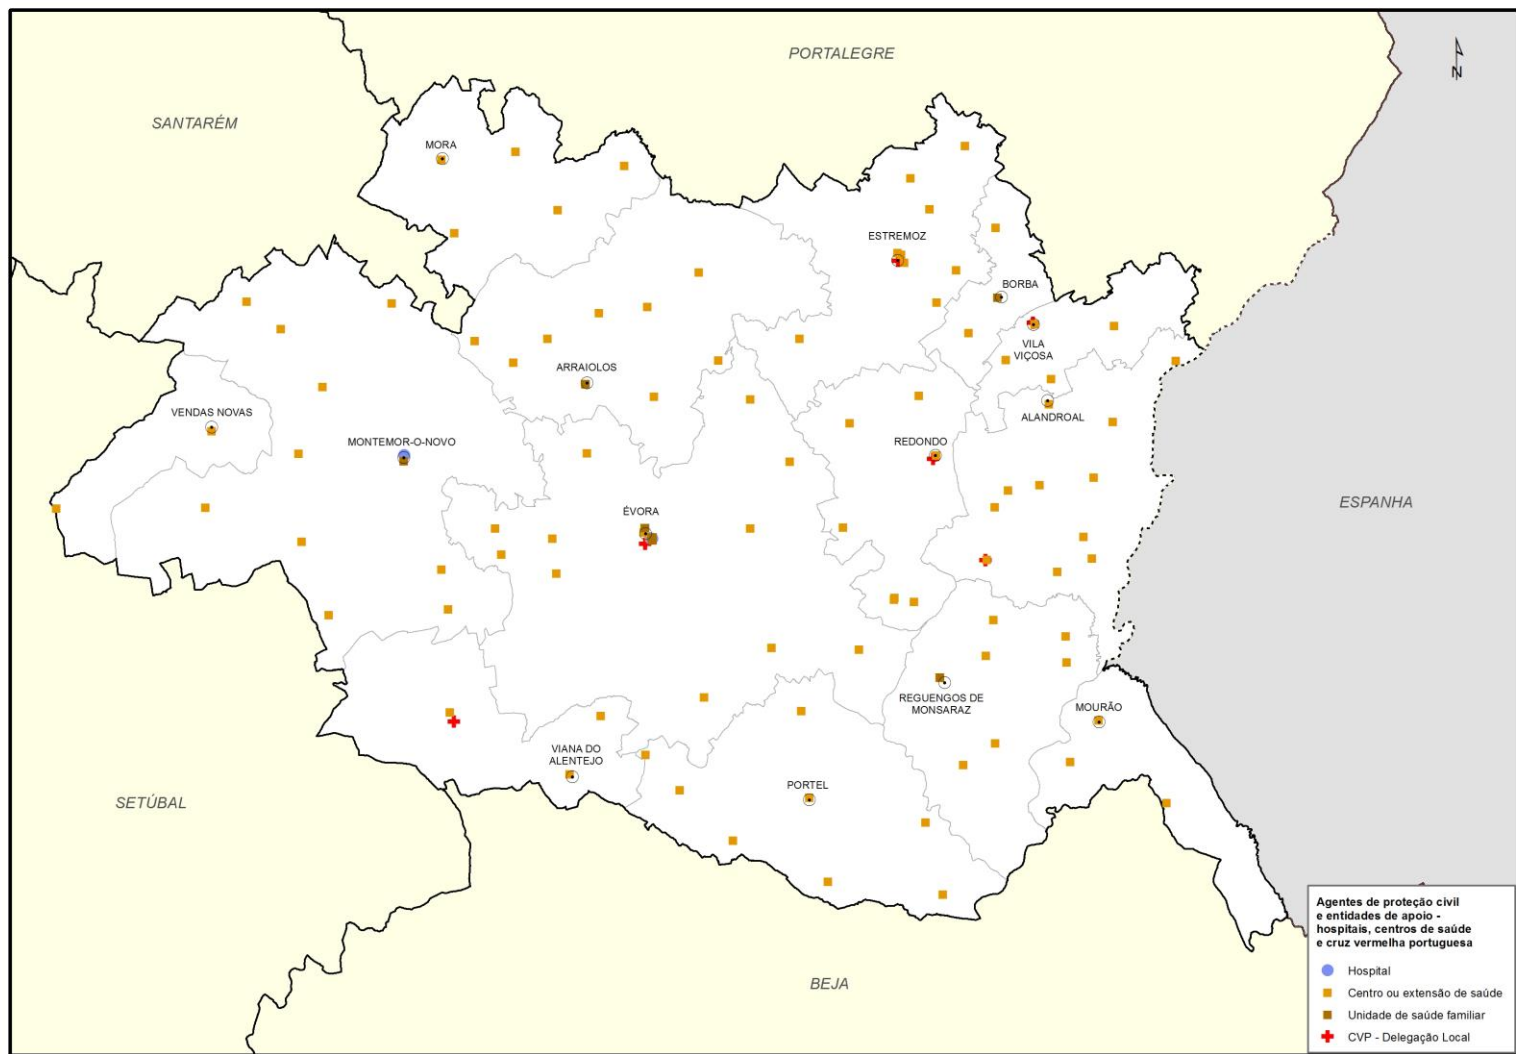 PORTALEGRE
N
SANTARÉM
MORA
ESTREMOZ
BORBA
VILA
VIÇOSA
ARRAIOLOS
ALANDROAL
VENDAS NOVAS
MONTEMOR-O-NOVO
REDONDO
ESPANHA
ÉVORA
REGUENGOS DE
MONSARAZ
MOURÃO
VIANA DO
ALENTEJO
PORTEL
SETÚBAL
BEJA
Agentes de proteção civil
e entidades de apoio -
hospitais, centros de saúde
e cruz vermelha portuguesa
Hospital
Centro ou extensão de saúde
Unidade de saúde familiar
CVP - Delegação Local